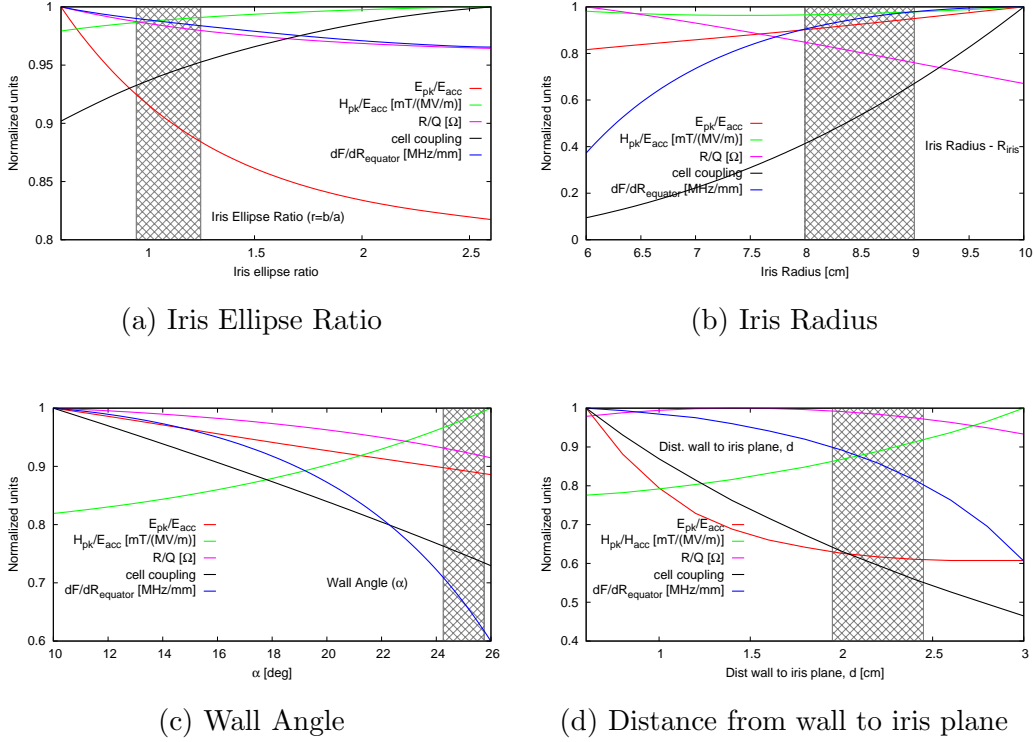 1
0.95
0.9
0.85
0.8
Normalized units
E_pk/E_acc
H_pk/E_acc [mT/(MV/m)]
R/Q [Ω]
cell coupling
dF/dR_equator [MHz/mm]
Iris Ellipse Ratio (r=b/a)
1 1.5 2 2.5
Iris ellipse ratio
(a) Iris Ellipse Ratio
1
0.8
0.6
0.4
0.2
0
Normalized units
E_pk/E_acc
H_pk/E_acc [mT/(MV/m)]
R/Q [Ω]
cell coupling
dF/dR_equator [MHz/mm]
Iris Radius - R_iris
6 6.5 7 7.5 8 8.5 9 9.5 10
Iris Radius [cm]
(b) Iris Radius
1
0.9
0.8
0.7
0.6
Normalized units
E_pk/E_acc
H_pk/E_acc [mT/(MV/m)]
R/Q [Ω]
cell coupling
dF/dR_equator [MHz/mm]
Wall Angle (α)
10 12 14 16 18 20 22 24 26
α [deg]
(c) Wall Angle
1
0.9
0.8
0.7
0.6
0.5
0.4
Normalized units
Dist. wall to iris plane, d
E_pk/E_acc
H_pk/H_acc [mT/(MV/m)]
R/Q [Ω]
cell coupling
dF/dR_equator [MHz/mm]
1 1.5 2 2.5 3
Dist wall to iris plane, d [cm]
(d) Distance from wall to iris plane